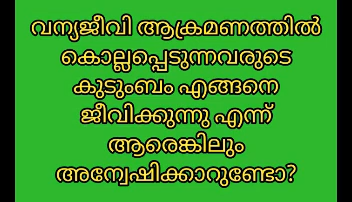 വന്യജീവി ആക്രമണത്തിൽ
കൊല്ലപ്പെടുന്നവരുടെ
കുടുംബം എങ്ങനെ
ജീവിക്കുന്നു എന്ന്
ആരെങ്കിലും
അന്വേഷിക്കാറുണ്ടോ?